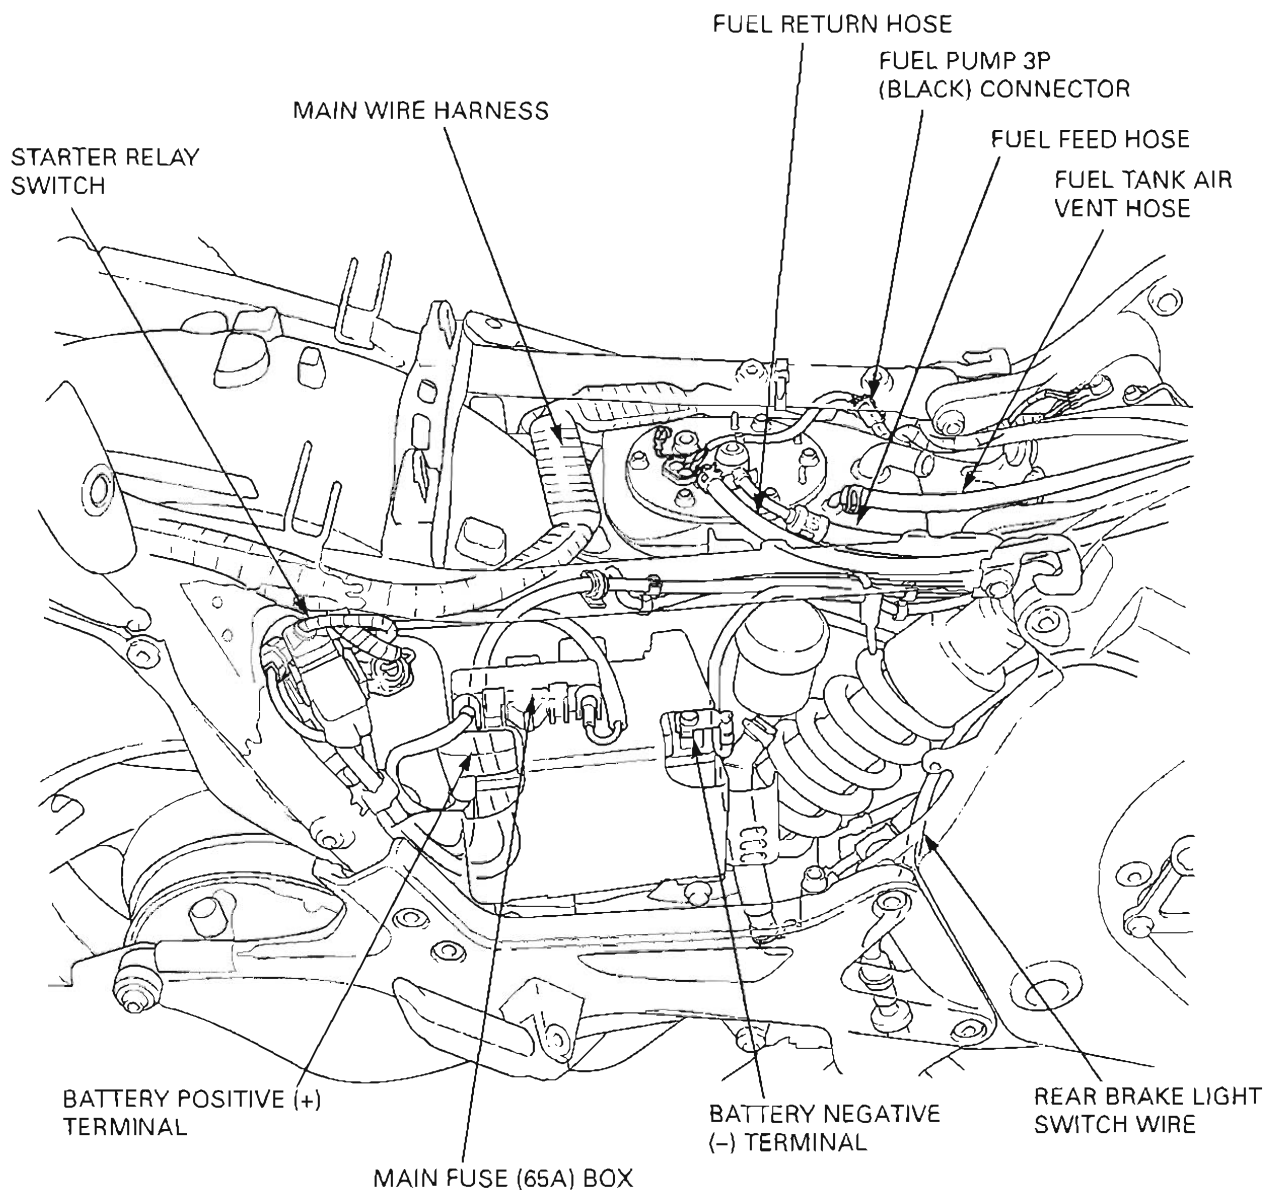 FUEL RETURN HOSE
FUEL PUMP 3P
(BLACK) CONNECTOR
MAIN WIRE HARNESS
FUEL FEED HOSE
STARTER RELAY
SWITCH
FUEL TANK AIR
VENT HOSE
BATTERY POSITIVE (+)
TERMINAL
MAIN FUSE (65A) BOX
BATTERY NEGATIVE
(–) TERMINAL
REAR BRAKE LIGHT
SWITCH WIRE